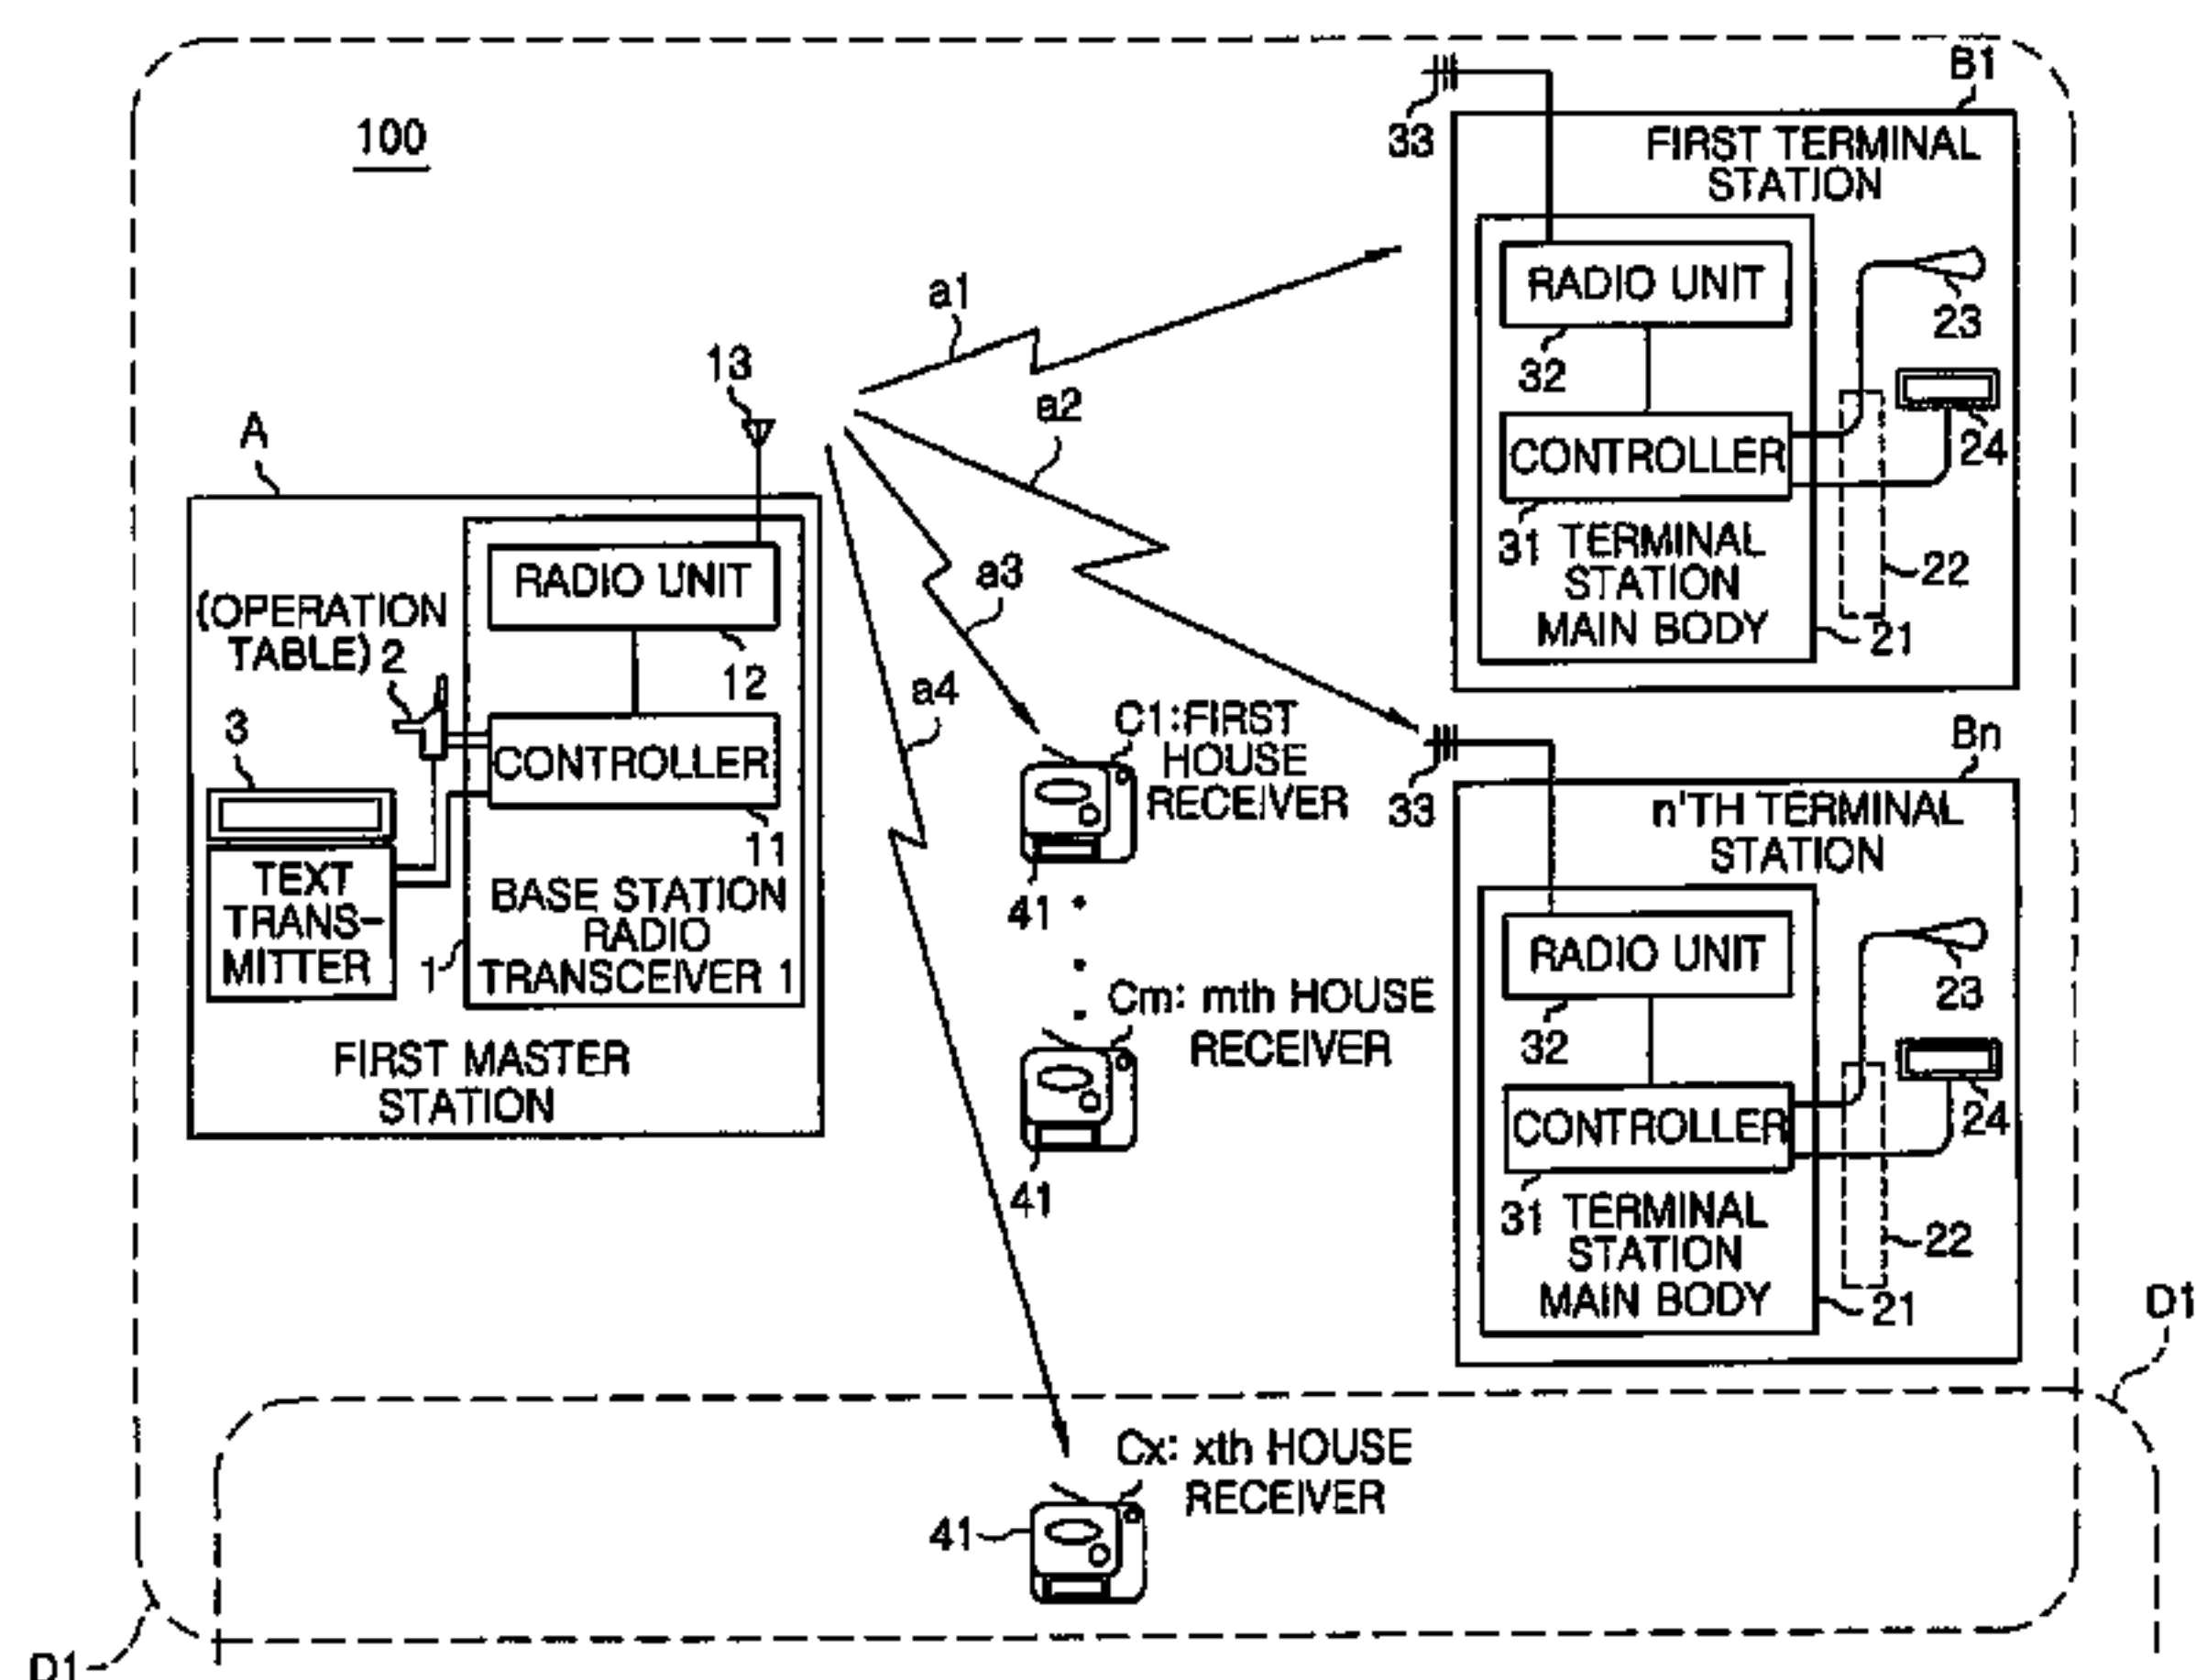 100
B1
33
FIRST TERMINAL
STATION
RADIO UNIT
23
32
24
CONTROLLER
31
TERMINAL
STATION
MAIN BODY
22
21
a1
a2
a3
a4
13
A
RADIO UNIT
12
(OPERATION
TABLE) 2
3
CONTROLLER
11
TEXT
TRANS-
MITTER
BASE STATION
RADIO
TRANSCEIVER 1
1
FIRST MASTER
STATION
C1:FIRST
HOUSE
RECEIVER
41
Cm: mth HOUSE
RECEIVER
41
Bn
33
n'TH TERMINAL
STATION
RADIO UNIT
23
32
24
CONTROLLER
31
TERMINAL
STATION
MAIN BODY
22
21
D1
Cx: xth HOUSE
RECEIVER
41
D1